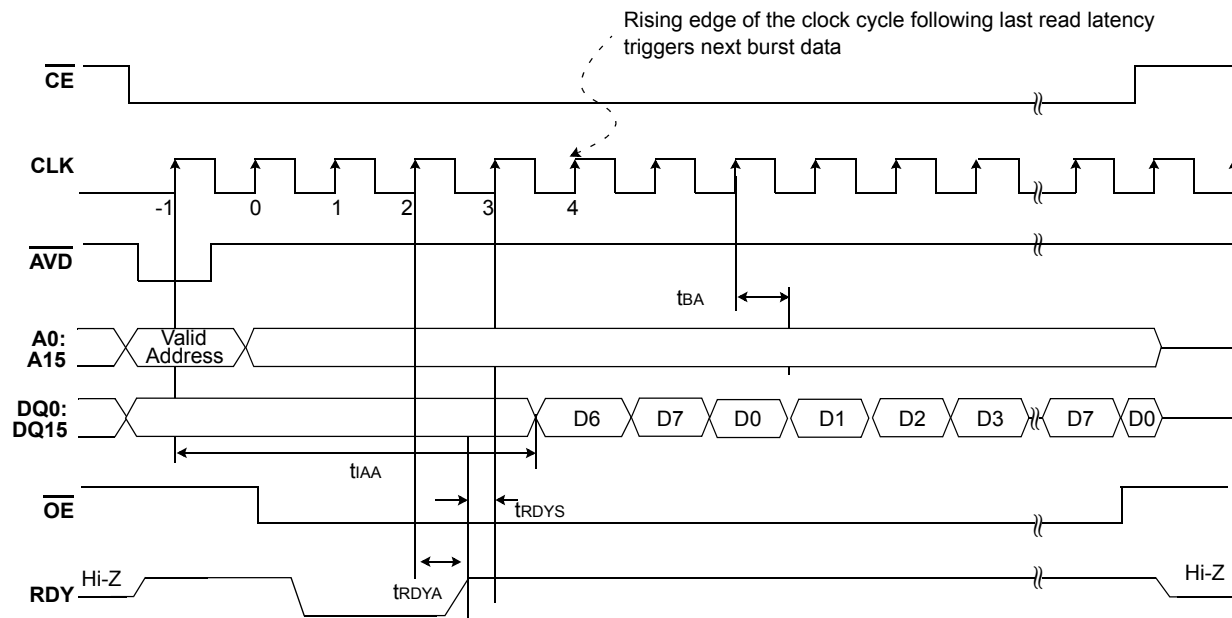 Rising edge of the clock cycle following last read latency
triggers next burst data
CE
CLK
-1 0 1 2 3 4
AVD
tBA
A0:
A15
Valid
Address
DQ0:
DQ15
D6 D7 D0 D1 D2 D3 D7 D0
tIAA
OE
tRDYS
Hi-Z
RDY
tRDYA
Hi-Z